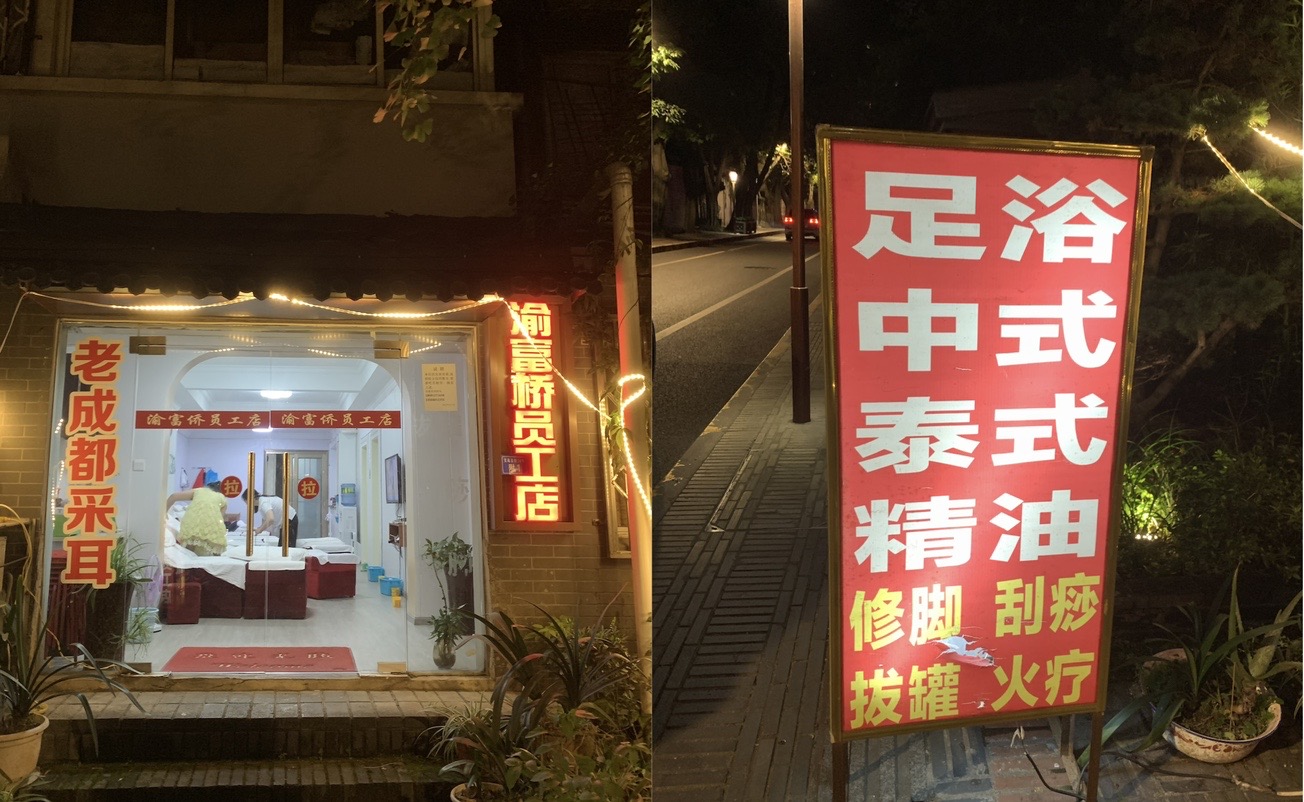 老成都采耳
渝富侨员工店
渝富侨员工店
拉
拉
渝富桥员工店
足浴
中式
泰式
精油
修脚 刮痧
拔罐 火疗